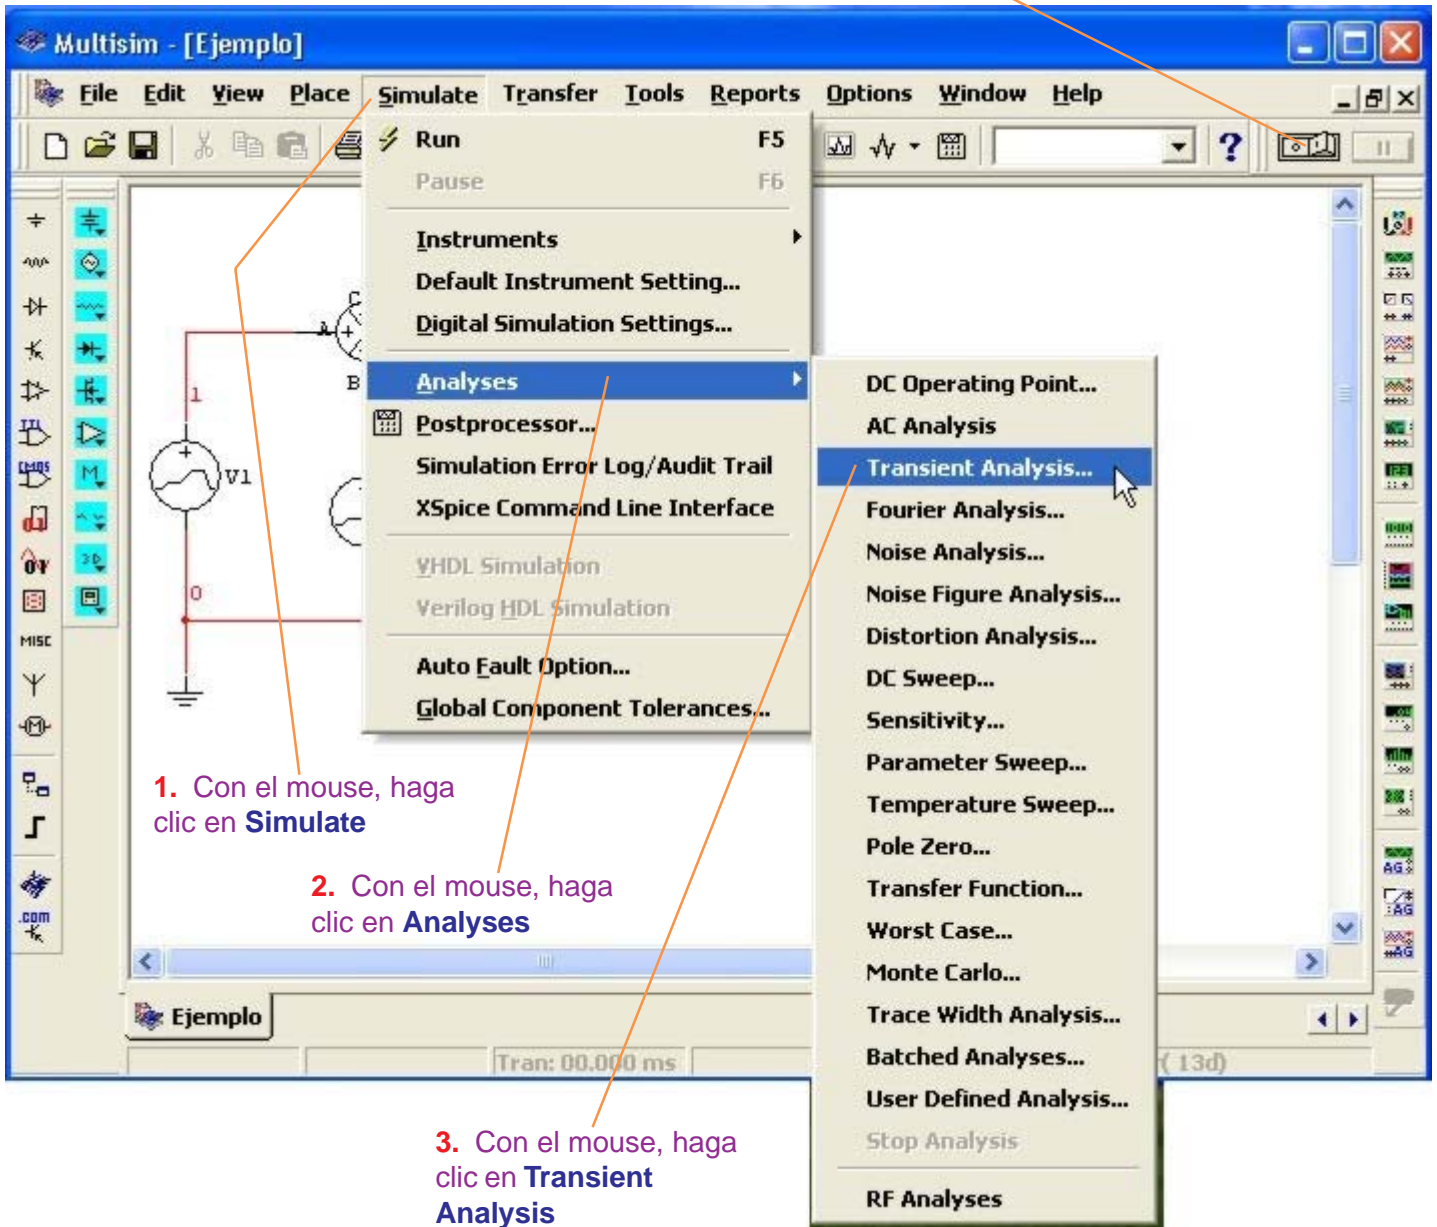 Multisim - [Ejemplo]
File Edit View Place Simulate Transfer Tools Reports Options Window Help
Run F5
Pause F6
Instruments
Default Instrument Setting...
Digital Simulation Settings...
Analyses
Postprocessor...
Simulation Error Log/Audit Trail
XSpice Command Line Interface
VHDL Simulation
Verilog HDL Simulation
Auto Fault Option...
Global Component Tolerances...
DC Operating Point...
AC Analysis
Transient Analysis...
Fourier Analysis...
Noise Analysis...
Noise Figure Analysis...
Distortion Analysis...
DC Sweep...
Sensitivity...
Parameter Sweep...
Temperature Sweep...
Pole Zero...
Transfer Function...
Worst Case...
Monte Carlo...
Trace Width Analysis...
Batched Analyses...
User Defined Analysis...
Stop Analysis
RF Analyses
TTL
CMOS
MISC
M
.com
M
3D
C
A
B
1
V1
0
AG
AG
AG
1. Con el mouse, haga
clic en Simulate
2. Con el mouse, haga
clic en Analyses
Ejemplo
Tran: 00.000 ms
( 13d)
3. Con el mouse, haga
clic en Transient
Analysis